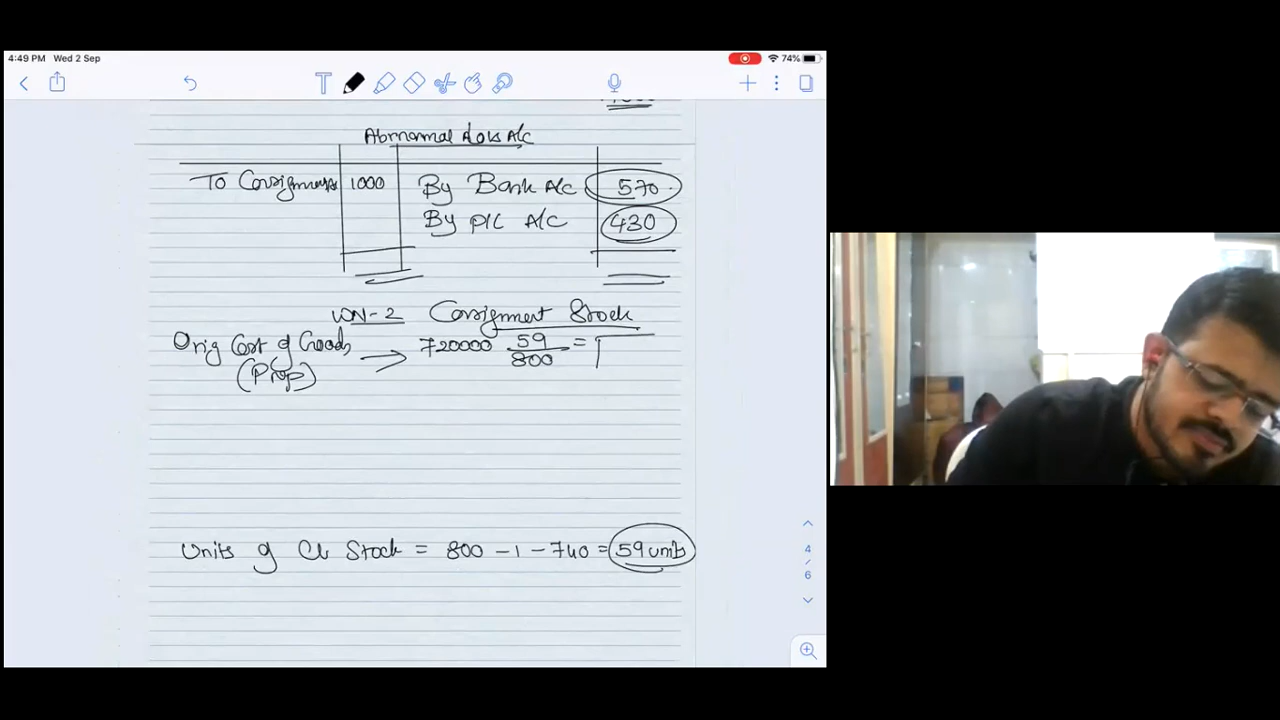 4:49 PM Wed 2 Sep
74%
Abnormal Loss A/c
To Consignment 1000 By Bank A/c 570
By P/L A/c 430
WN-2 Consignment Stock
Orig Cost of Goods → 720000 59/800 =
(Prop)
Units of Cl Stock = 800 - 1 - 740 = 59 units
4
/
6